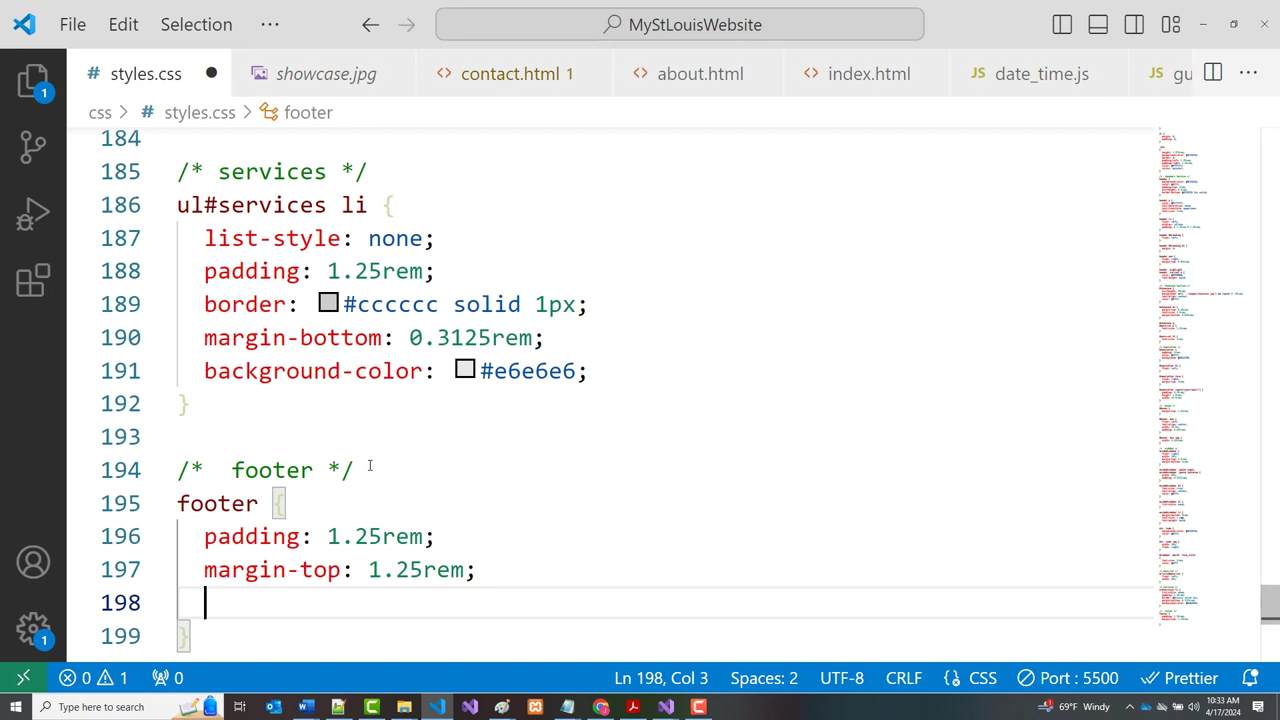 File Edit Selection ··· MyStLouisWebsite
# styles.css ● showcase.jpg contact.html 1 about.html index.html JS date_time.js JS gu ···
css > # styles.css > footer
184
185 /* services */
186 ul#services li {
187 list-style: none;
188 padding: 1.25rem;
189 border: #cccccc solid 1px;
190 margin-bottom: 0.3125rem;
191 background-color: #e6e6e6;
192 }
193
194 /*  footer */
195 footer {
196 padding: 1.25rem;
197 margin-top: 1.25rem;
198
199 }
1
1
0 1 0 Ln 198, Col 3 Spaces: 2 UTF-8 CRLF CSS Port : 5500 Prettier
Type here to search 69°F Windy 10:33 AM
4/17/2024